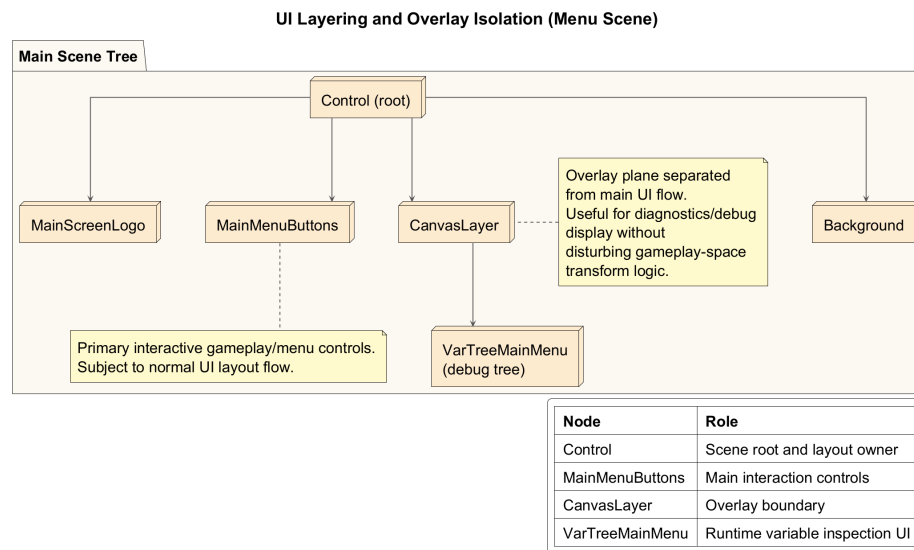 UI Layering and Overlay Isolation (Menu Scene)
Main Scene Tree
Control (root)
MainScreenLogo
MainMenuButtons
CanvasLayer
Overlay plane separated
from main UI flow.
Useful for diagnostics/debug
display without
disturbing gameplay-space
transform logic.
Background
Primary interactive gameplay/menu controls.
Subject to normal UI layout flow.
VarTreeMainMenu
(debug tree)
Node Role
Control Scene root and layout owner
MainMenuButtons Main interaction controls
CanvasLayer Overlay boundary
VarTreeMainMenu Runtime variable inspection UI